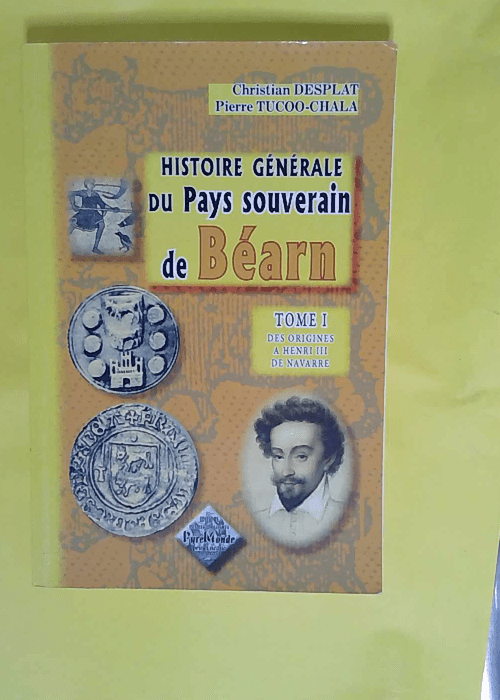 Christian DESPLAT
Pierre TUCOO-CHALA
HISTOIRE GÉNÉRALE
DU Pays souverain
de Béarn
TOME I
DES ORIGINES
A HENRI III
DE NAVARRE
PyréMonde